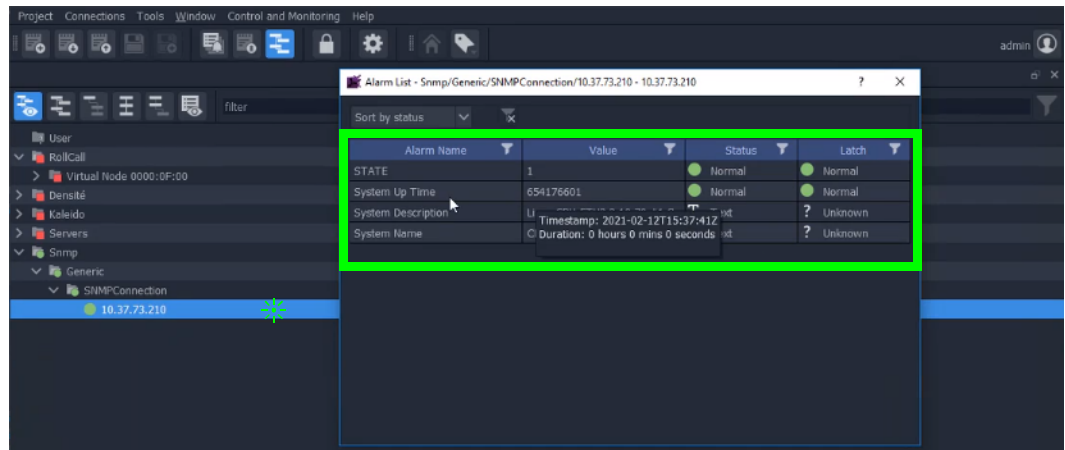 Project Connections Tools Window Control and Monitoring Help
admin
Alarm List - Snmp/Generic/SNMPConnection/10.37.73.210 - 10.37.73.210 ?
filter
Sort by status
User
RollCall
Virtual Node 0000:0F:00
Densité
Kaleido
Servers
Snmp
Generic
SNMPConnection
10.37.73.210
Alarm Name Value Status Latch
STATE 1 Normal Normal
System Up Time 654176601 Normal Normal
System Description ? Unknown
System Name ? Unknown
Timestamp: 2021-02-12T15:37:41Z
Duration: 0 hours 0 mins 0 seconds